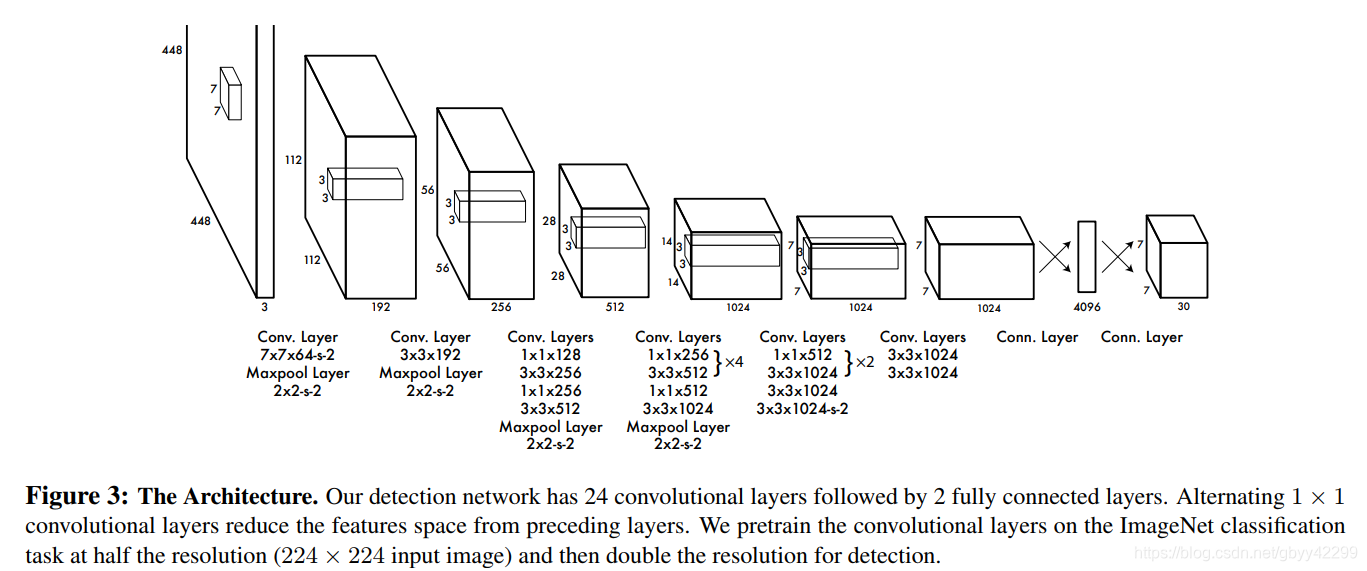 448
7
7
448
3
112
3
3
112
192
56
3
3
56
256
28
3
3
28
512
14
3
3
14
1024
7
3
3
7
1024
7
7
1024
4096
7
7
30
Conv. Layer
7x7x64-s-2
Maxpool Layer
2x2-s-2
Conv. Layer
3x3x192
Maxpool Layer
2x2-s-2
Conv. Layers
1x1x128
3x3x256
1x1x256
3x3x512
Maxpool Layer
2x2-s-2
Conv. Layers
1x1x256
3x3x512
}×4
1x1x512
3x3x1024
Maxpool Layer
2x2-s-2
Conv. Layers
1x1x512
3x3x1024
}×2
3x3x1024
3x3x1024-s-2
Conv. Layers
3x3x1024
3x3x1024
Conn. Layer
Conn. Layer
Figure 3: The Architecture. Our detection network has 24 convolutional layers followed by 2 fully connected layers. Alternating 1 × 1
convolutional layers reduce the features space from preceding layers. We pretrain the convolutional layers on the ImageNet classification
task at half the resolution (224 × 224 input image) and then double the resolution for detection.
https://blog.csdn.net/gbyy42299